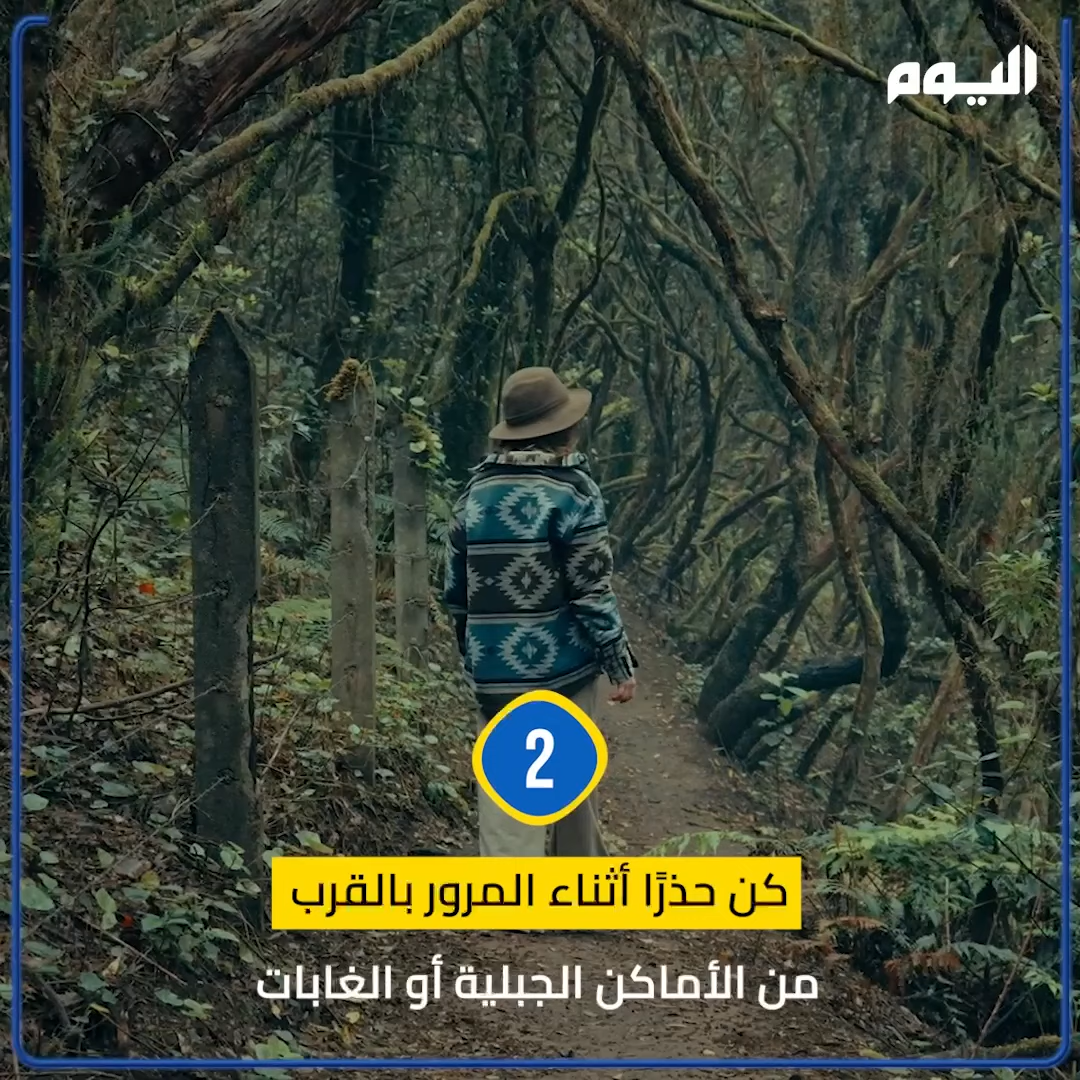 اليوم
2
كن حذرًا أثناء المرور بالقرب
من الأماكن الجبلية أو الغابات